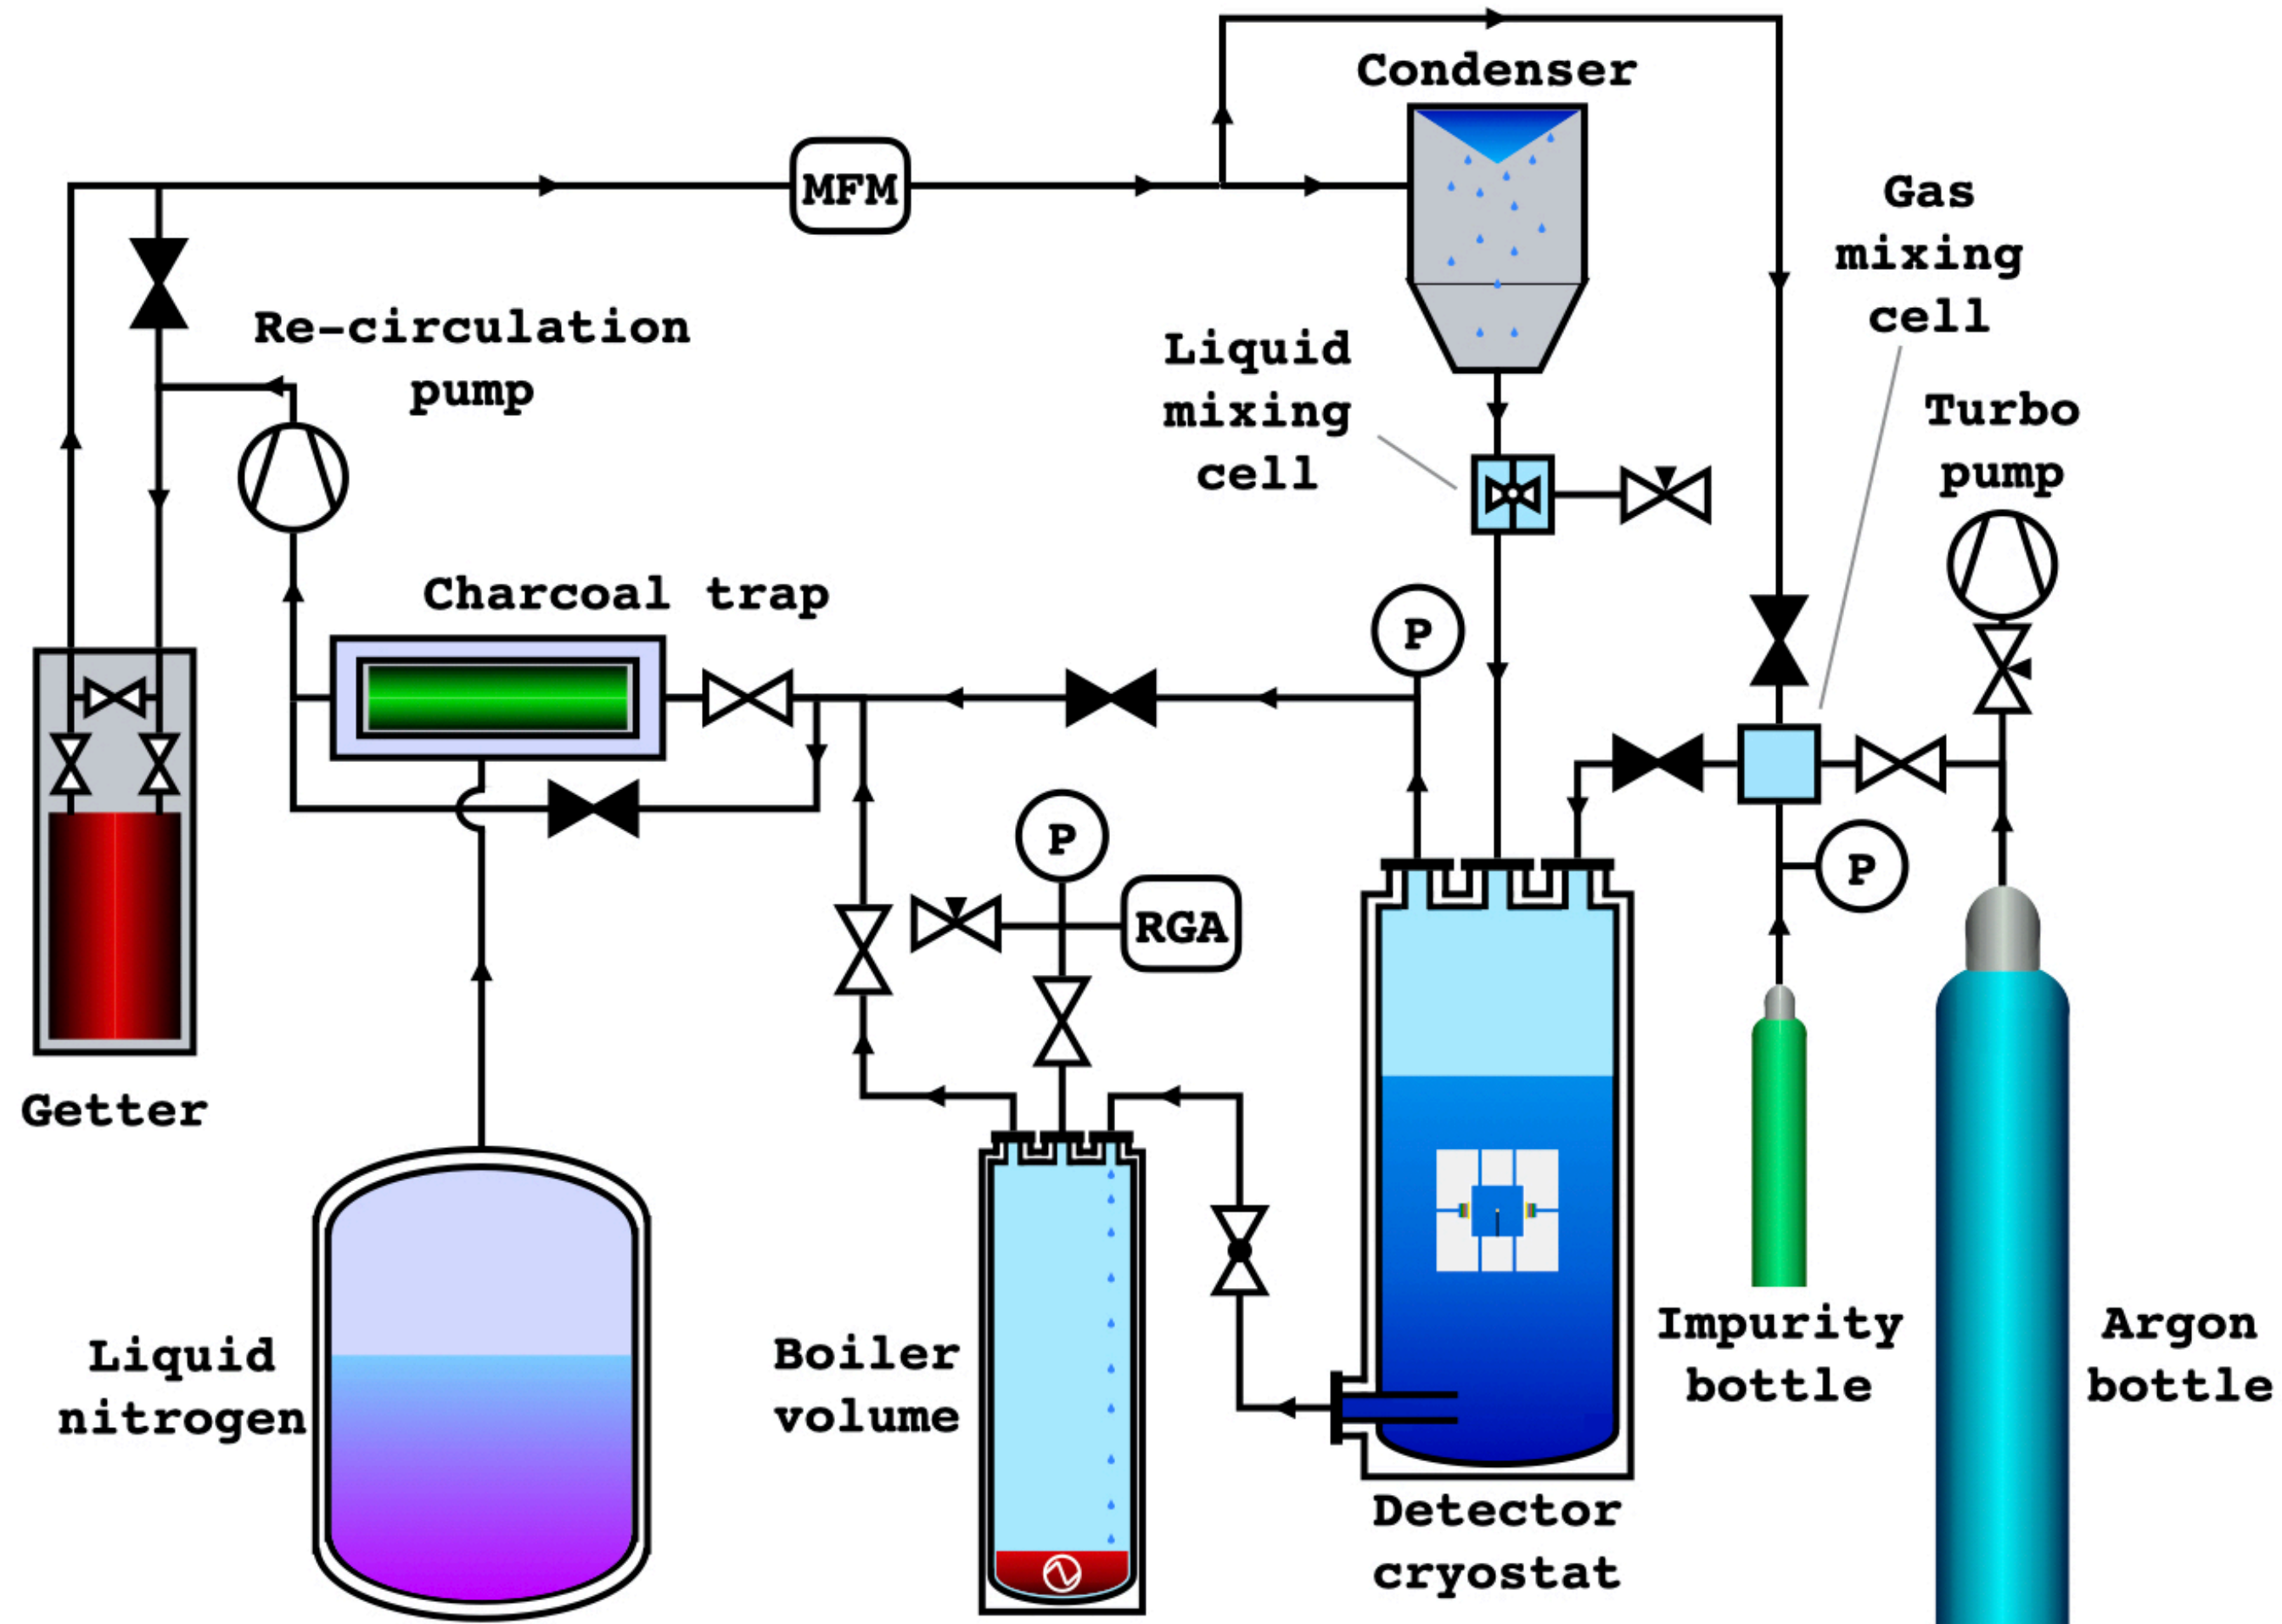 Condenser
MFM
Gas
mixing
cell
Re-circulation
pump
Liquid
mixing
cell
Turbo
pump
Charcoal trap
P
P
P
RGA
Getter
Liquid
nitrogen
Boiler
volume
Impurity
bottle
Argon
bottle
Detector
cryostat